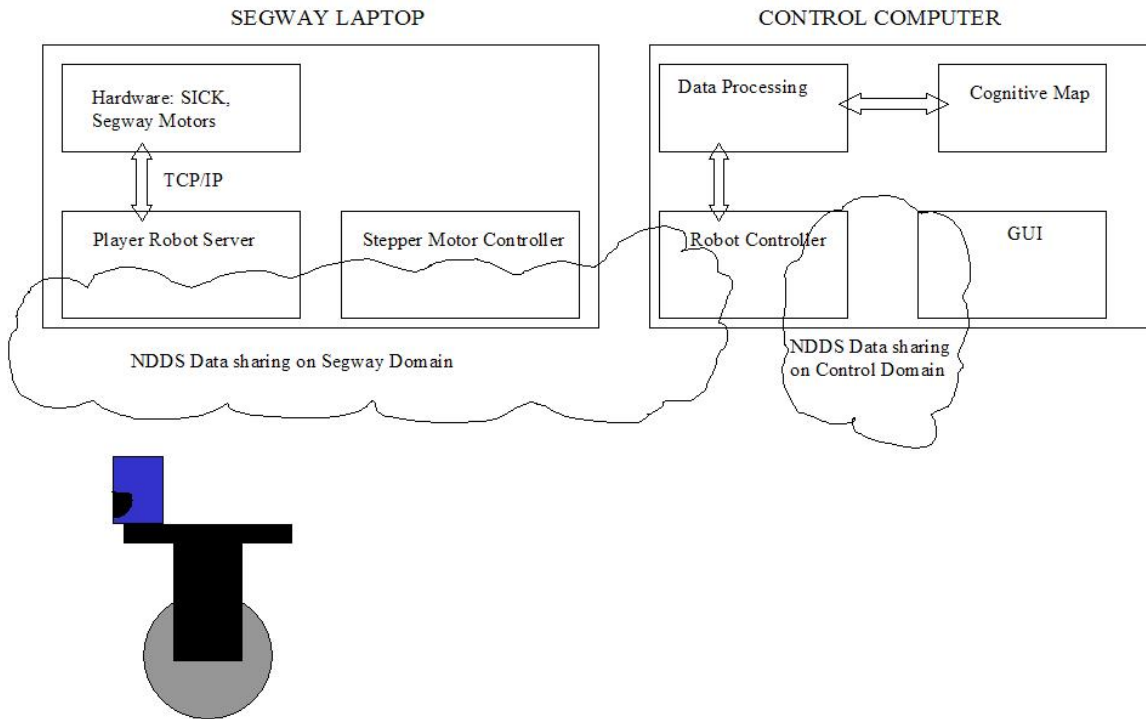 SEGWAY LAPTOP
CONTROL COMPUTER
Hardware: SICK,
Segway Motors
Data Processing
Cognitive Map
TCP/IP
Player Robot Server
Stepper Motor Controller
Robot Controller
GUI
NDDS Data sharing on Segway Domain
NDDS Data sharing
on Control Domain